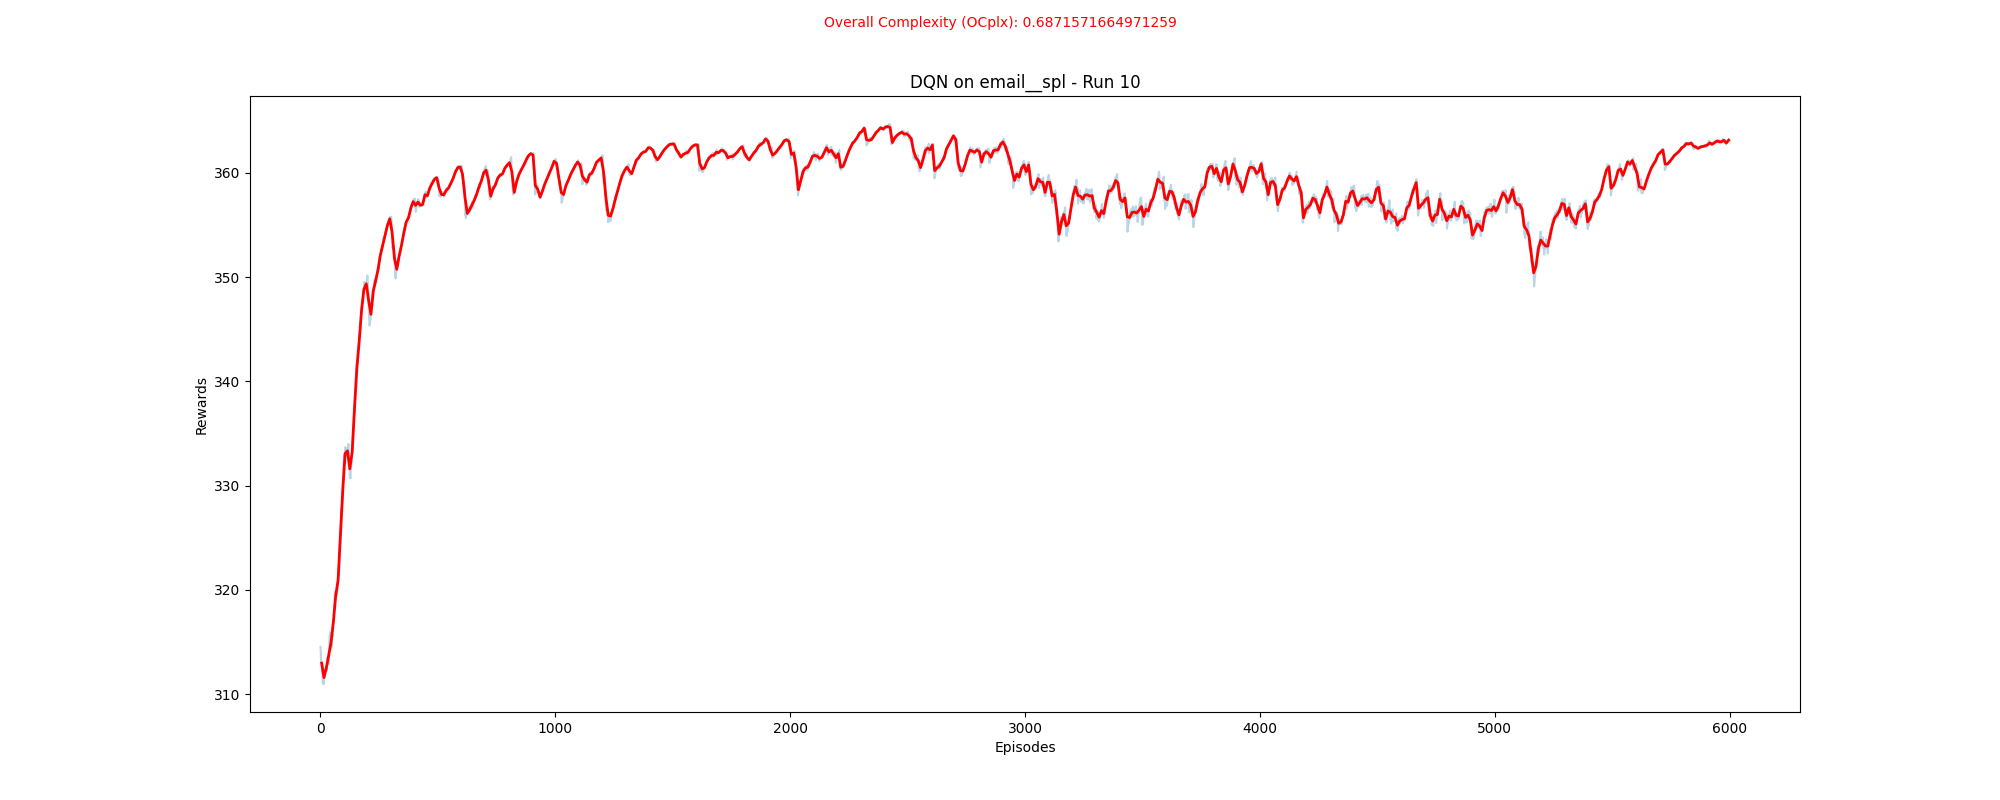 Overall Complexity (OCplx): 0.6871571664971259
DQN on email__spl - Run 10
Rewards
360
350
340
330
320
310
0 1000 2000 3000 4000 5000 6000
Episodes